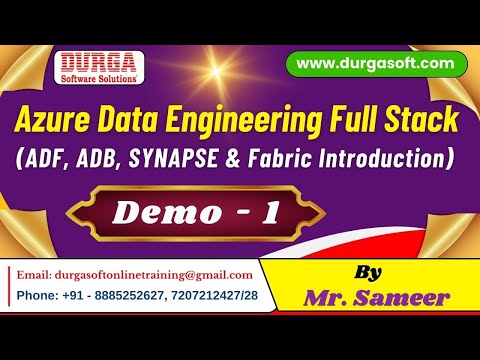 DURGA
Software Solutions®
www.durgasoft.com
Azure Data Engineering Full Stack
(ADF, ADB, SYNAPSE & Fabric Introduction)
Demo - 1
Email: durgasoftonlinetraining@gmail.com
Phone: +91 - 8885252627, 7207212427/28
By
Mr. Sameer